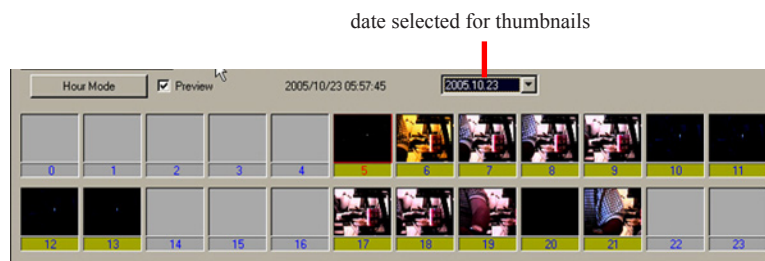 date selected for thumbnails
Hour Mode Preview 2005/10/23 05:57:45 2005.10.23
0 1 2 3 4 5 6 7 8 9 10 11
12 13 14 15 16 17 18 19 20 21 22 23